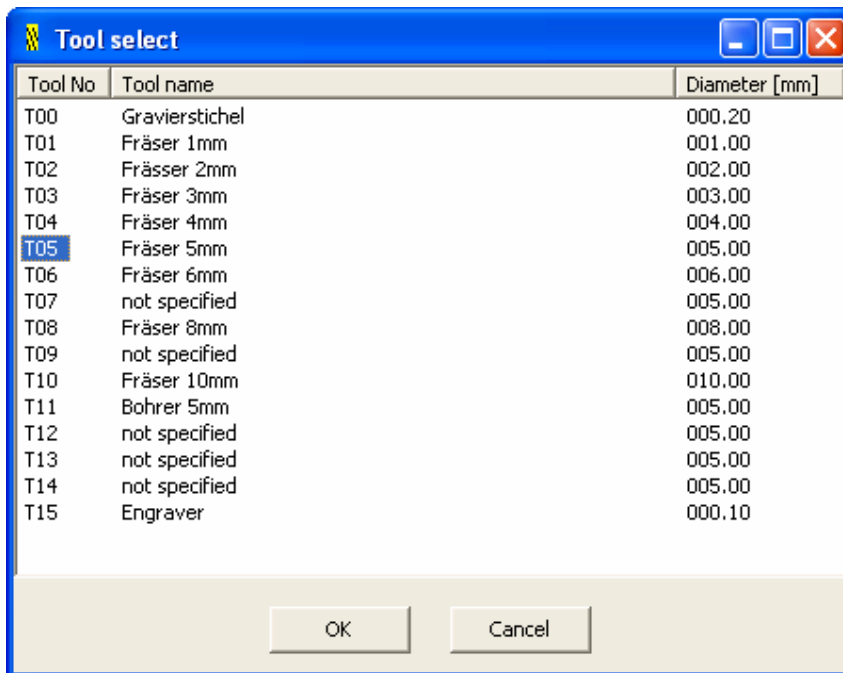 Tool select
Tool No Tool name Diameter [mm]
T00 Gravierstichel 000.20
T01 Fräser 1mm 001.00
T02 Frässer 2mm 002.00
T03 Fräser 3mm 003.00
T04 Fräser 4mm 004.00
T05 Fräser 5mm 005.00
T06 Fräser 6mm 006.00
T07 not specified 005.00
T08 Fräser 8mm 008.00
T09 not specified 005.00
T10 Fräser 10mm 010.00
T11 Bohrer 5mm 005.00
T12 not specified 005.00
T13 not specified 005.00
T14 not specified 005.00
T15 Engraver 000.10
OK Cancel